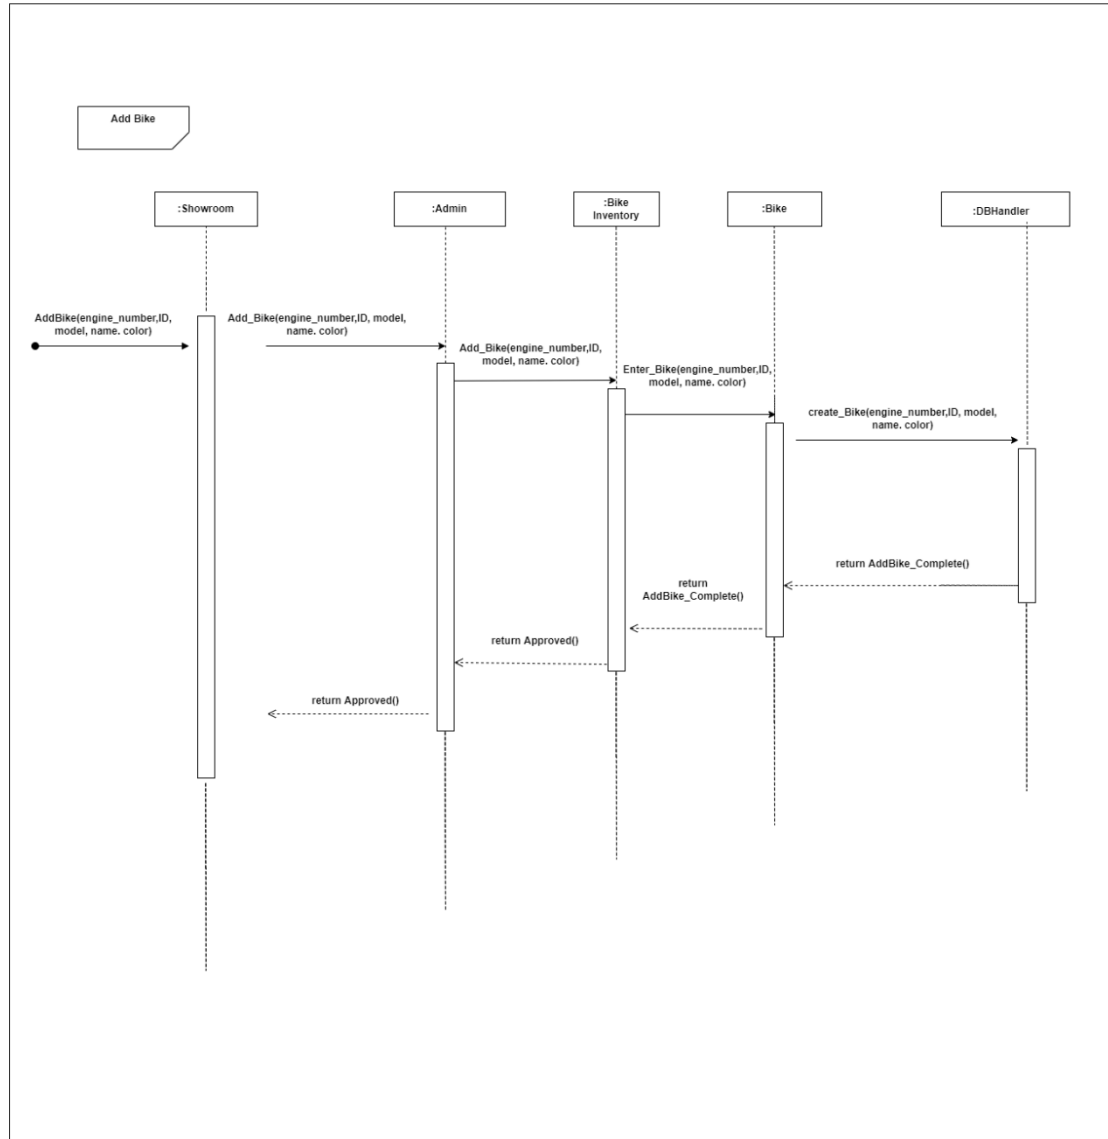 Add Bike
:Showroom
:Admin
:Bike
Inventory
:Bike
:DBHandler
AddBike(engine_number,ID,
model, name. color)
Add_Bike(engine_number,ID, model,
name. color)
Add_Bike(engine_number,ID,
model, name. color)
Enter_Bike(engine_number,ID,
model, name. color)
create_Bike(engine_number,ID, model,
name. color)
return AddBike_Complete()
return
AddBike_Complete()
return Approved()
return Approved()